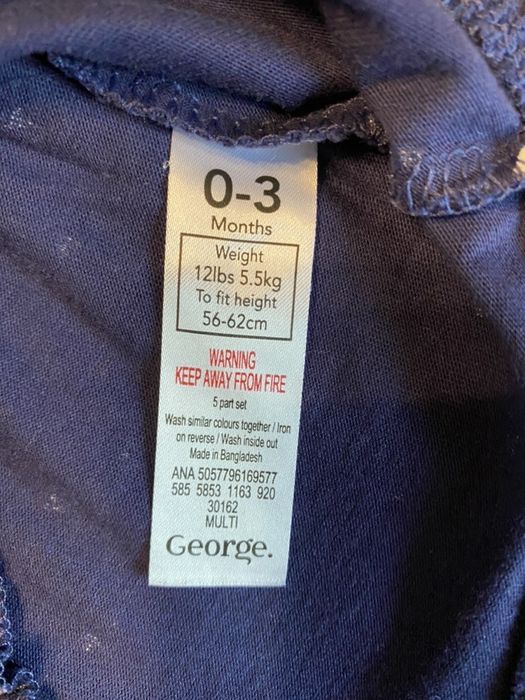 0-3
Months
Weight
12lbs 5.5kg
To fit height
56-62cm
WARNING
KEEP AWAY FROM FIRE
5 part set
Wash similar colours together / Iron
on reverse / Wash inside out
Made in Bangladesh
ANA 5057796169577
585 5853 1163 920
30162
MULTI
George.